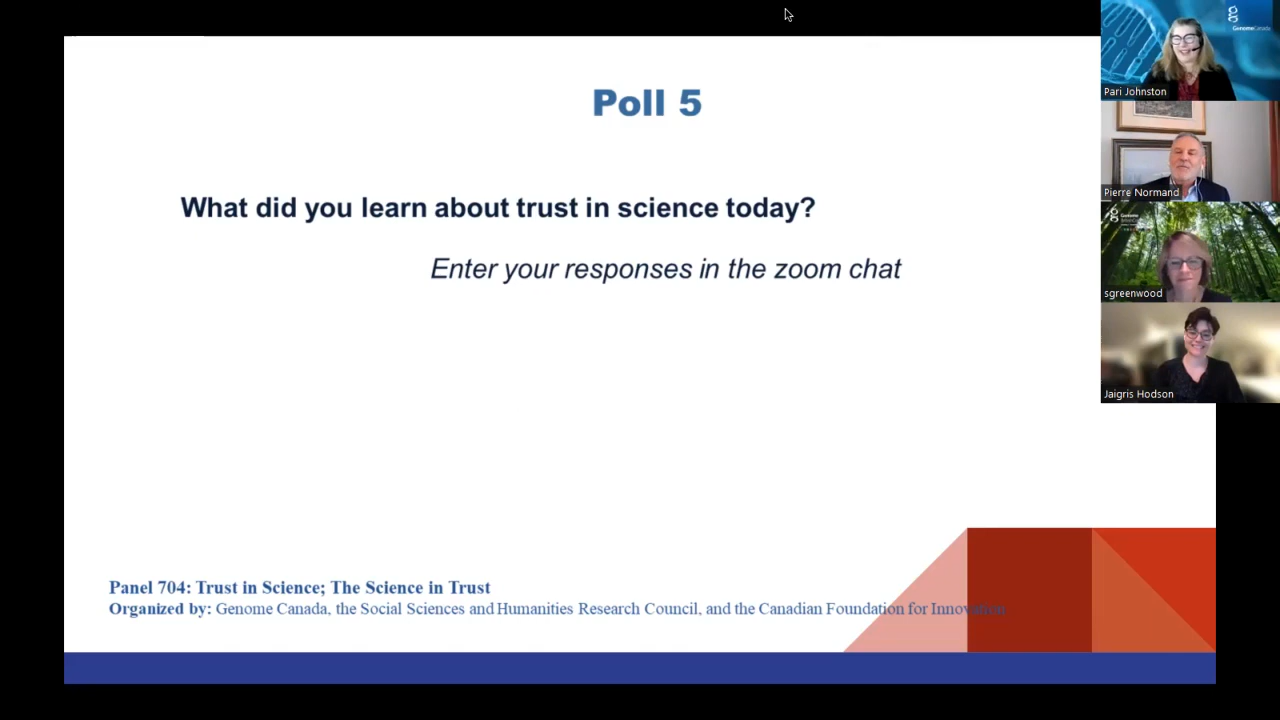 Poll 5
What did you learn about trust in science today?
Enter your responses in the zoom chat
Panel 704: Trust in Science; The Science in Trust
Organized by: Genome Canada, the Social Sciences and Humanities Research Council, and the Canadian Foundation for Innovation
GenomeCanada
Pari Johnston
Pierre Normand
Genome
sgreenwood
Jaigris Hodson